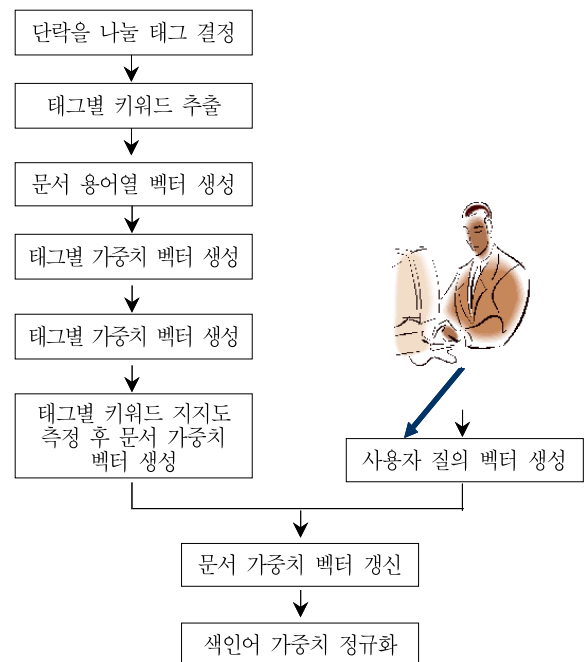 단락을 나눌 태그 결정
태그별 키워드 추출
문서 용어열 벡터 생성
태그별 가중치 벡터 생성
태그별 가중치 벡터 생성
태그별 키워드 지지도
측정 후 문서 가중치
벡터 생성
사용자 질의 벡터 생성
문서 가중치 벡터 갱신
색인어 가중치 정규화